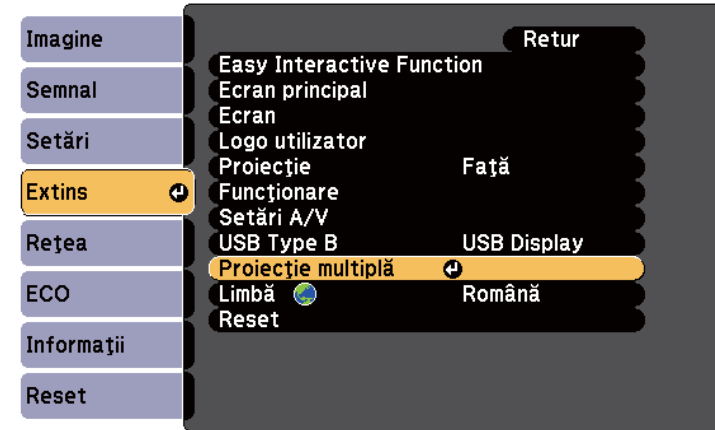 Imagine
Semnal
Setări
Extins
Reţea
ECO
Informaţii
Reset
Retur
Easy Interactive Function
Ecran principal
Ecran
Logo utilizator
Proiecţie Faţă
Funcţionare
Setări A/V
USB Type B USB Display
Proiecţie multiplă
Limbă Română
Reset